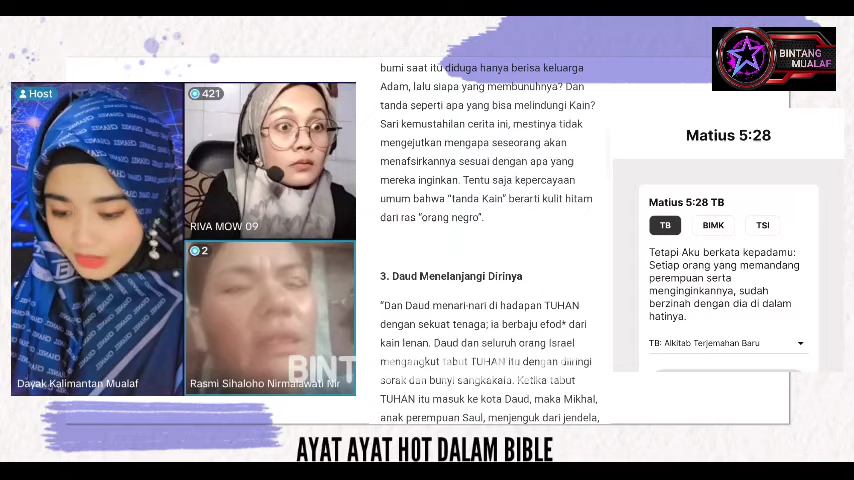 BINTANG
MUALAF
Host
421
RIVA MOW 09
2
Dayak Kalimantan Mualaf
Rasmi Sihaloho Nirmalawati Nir
BINT
bumi saat itu diduga hanya berisa keluarga
Adam, lalu siapa yang membunuhnya? Dan
tanda seperti apa yang bisa melindungi Kain?
Sari kemustahilan cerita ini, mestinya tidak
mengejutkan mengapa seseorang akan
menafsirkannya sesuai dengan apa yang
mereka inginkan. Tentu saja kepercayaan
umum bahwa “tanda Kain” berarti kulit hitam
dari ras “orang negro”.
3. Daud Menelanjangi Dirinya
“Dan Daud menari-nari di hadapan TUHAN
dengan sekuat tenaga; ia berbaju efod* dari
kain lenan. Daud dan seluruh orang Israel
mengangkut tabut TUHAN itu dengan diiringi
sorak dan bunyi sangkakala. Ketika tabut
TUHAN itu masuk ke kota Daud, maka Mikhal,
anak perempuan Saul, menjenguk dari jendela,
Matius 5:28
Matius 5:28 TB
TB BIMK TSI
Tetapi Aku berkata kepadamu:
Setiap orang yang memandang
perempuan serta
menginginkannya, sudah
berzinah dengan dia di dalam
hatinya.
TB: Alkitab Terjemahan Baru
AYAT AYAT HOT DALAM BIBLE